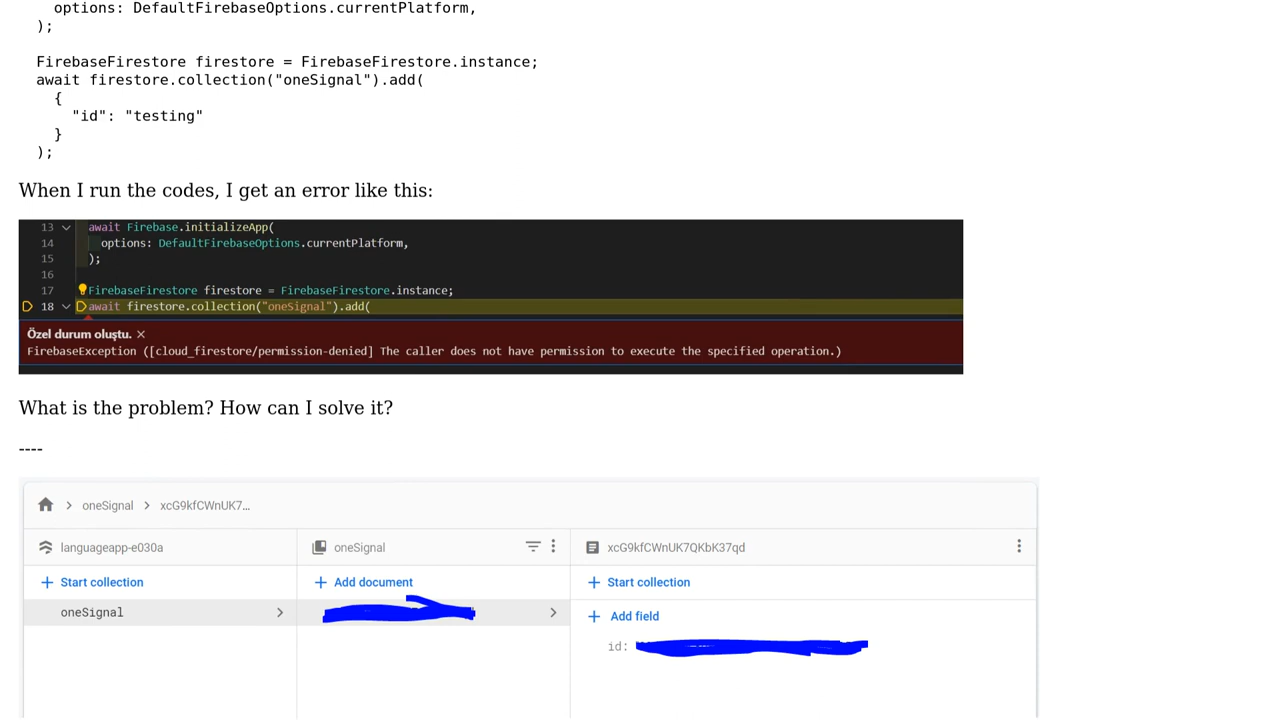 options: DefaultFirebaseOptions.currentPlatform,
);
FirebaseFirestore firestore = FirebaseFirestore.instance;
await firestore.collection("oneSignal").add(
{
"id": "testing"
}
);
When I run the codes, I get an error like this:
13 await Firebase.initializeApp(
14 options: DefaultFirebaseOptions.currentPlatform,
15 );
16
17 FirebaseFirestore firestore = FirebaseFirestore.instance;
18 await firestore.collection("oneSignal").add(
Özel durum oluştu. ×
FirebaseException ([cloud_firestore/permission-denied] The caller does not have permission to execute the specified operation.)
What is the problem? How can I solve it?
----
oneSignal > xcG9kfCWnUK7...
languageapp-e030a oneSignal xcG9kfCWnUK7QKbK37qd
+ Start collection + Add document + Start collection
oneSignal
+ Add field
id: